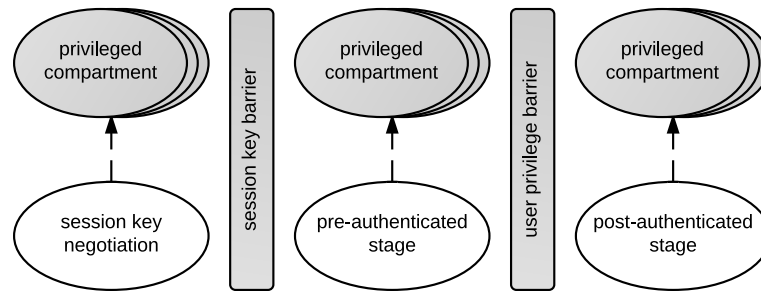 privileged
compartment
session key
negotiation
session key barrier
privileged
compartment
pre-authenticated
stage
user privilege barrier
privileged
compartment
post-authenticated
stage